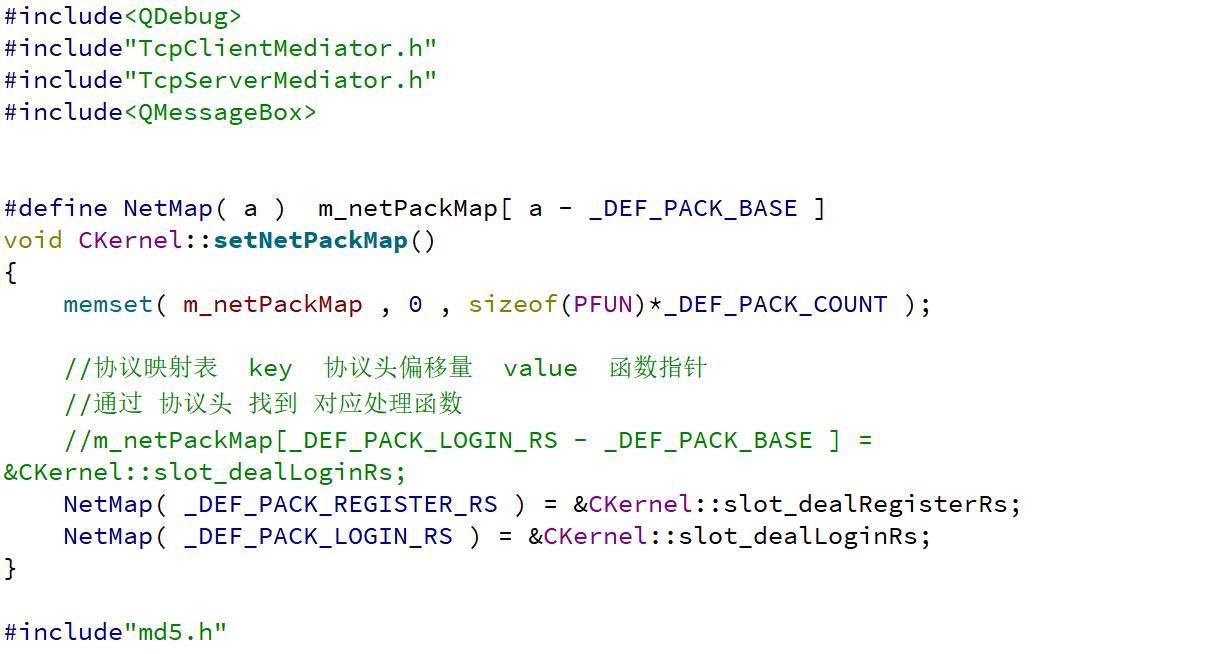 #include<QDebug>
#include"TcpClientMediator.h"
#include"TcpServerMediator.h"
#include<QMessageBox>
#define NetMap( a )  m_netPackMap[ a - _DEF_PACK_BASE ]
void CKernel::setNetPackMap()
{
    memset( m_netPackMap , 0 , sizeof(PFUN)*_DEF_PACK_COUNT );
    //协议映射表  key  协议头偏移量  value  函数指针
    //通过 协议头 找到 对应处理函数
    //m_netPackMap[_DEF_PACK_LOGIN_RS - _DEF_PACK_BASE ] =
&CKernel::slot_dealLoginRs;
    NetMap( _DEF_PACK_REGISTER_RS ) = &CKernel::slot_dealRegisterRs;
    NetMap( _DEF_PACK_LOGIN_RS ) = &CKernel::slot_dealLoginRs;
}
#include"md5.h"